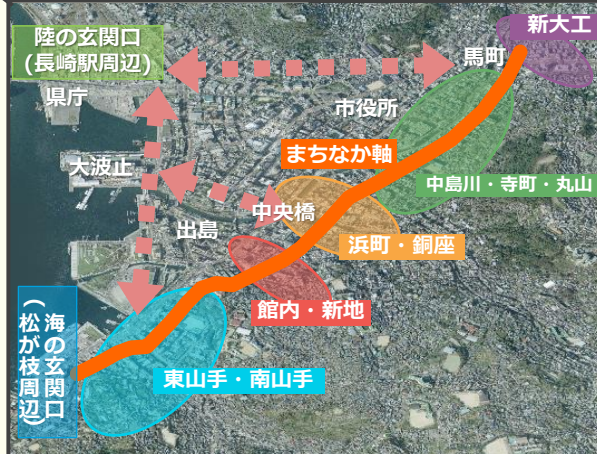 新大工
陸の玄関口
(長崎駅周辺)
馬町
県庁
市役所
まちなか軸
大波止
中島川・寺町・丸山
中央橋
出島
浜町・銅座
館内・新地
海の玄関口
(松が枝周辺)
東山手・南山手